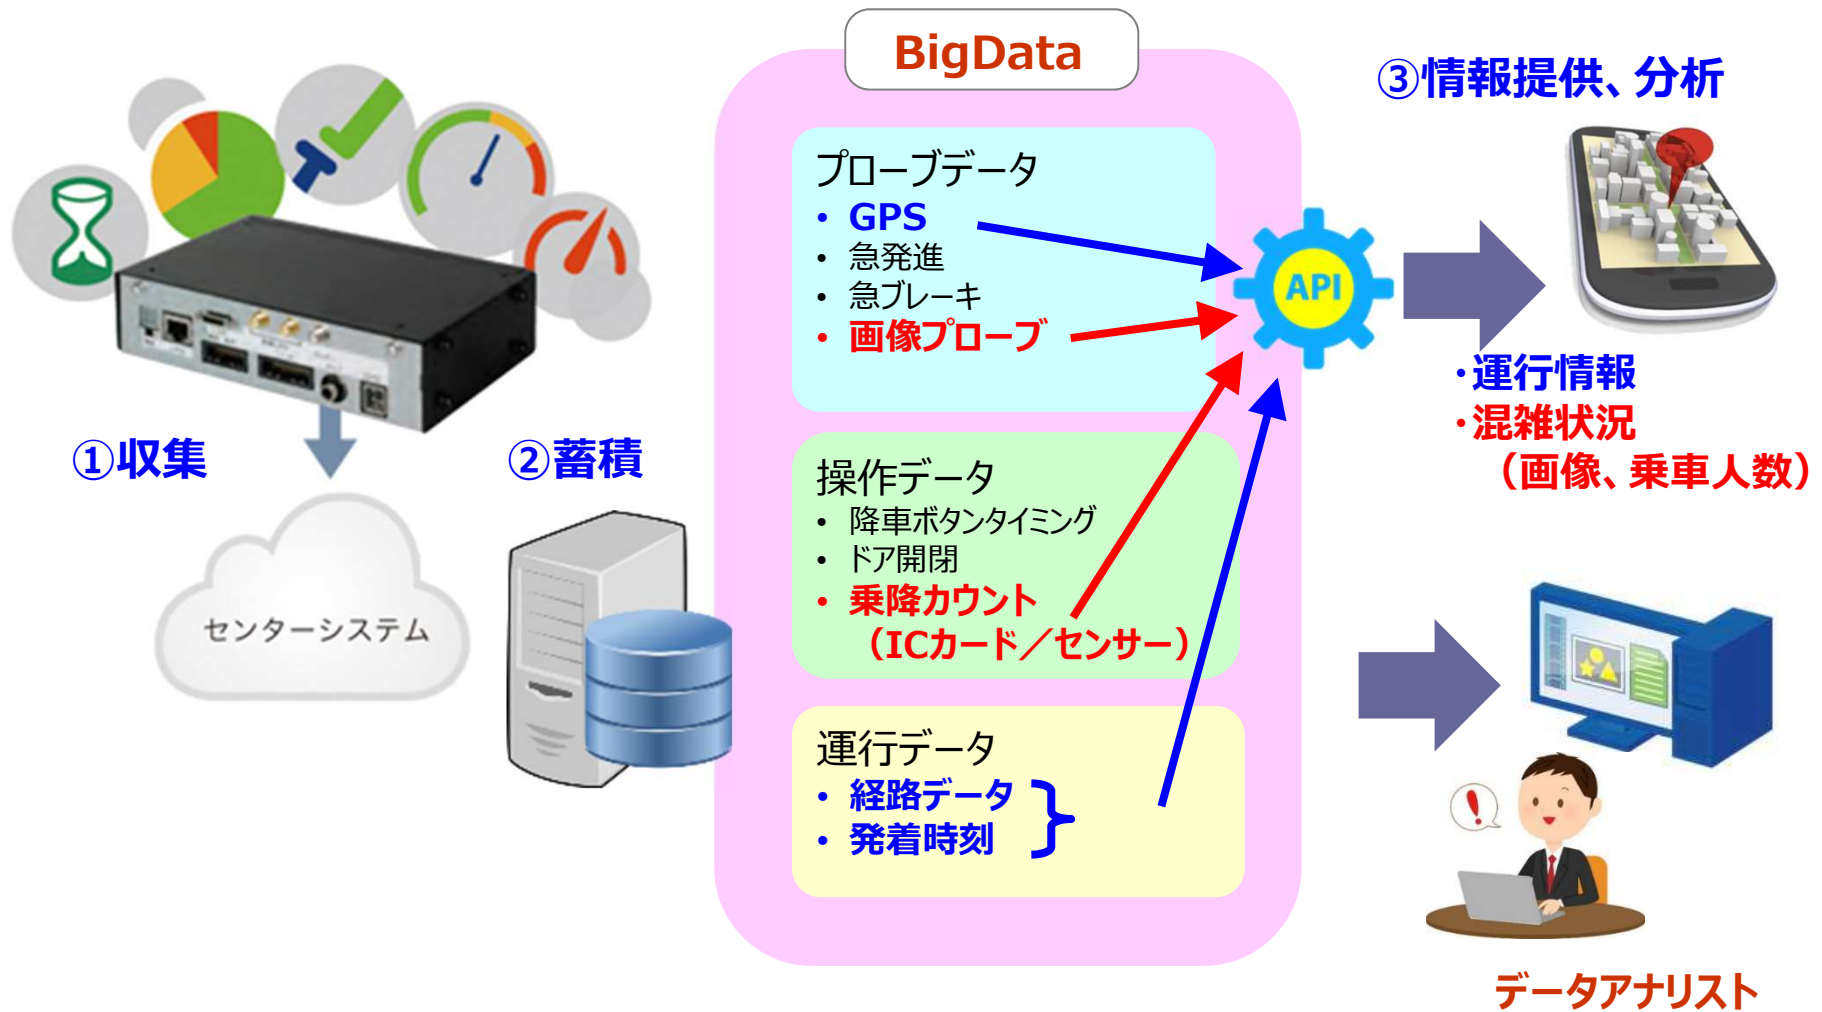 BigData
③情報提供、分析
プローブデータ
• GPS
• 急発進
• 急ブレーキ
• 画像プローブ
API
・運行情報
・混雑状況
（画像、乗車人数）
①収集
②蓄積
センターシステム
操作データ
• 降車ボタンタイミング
• ドア開閉
• 乗降カウント
（ICカード／センサー）
運行データ
• 経路データ
• 発着時刻
データアナリスト